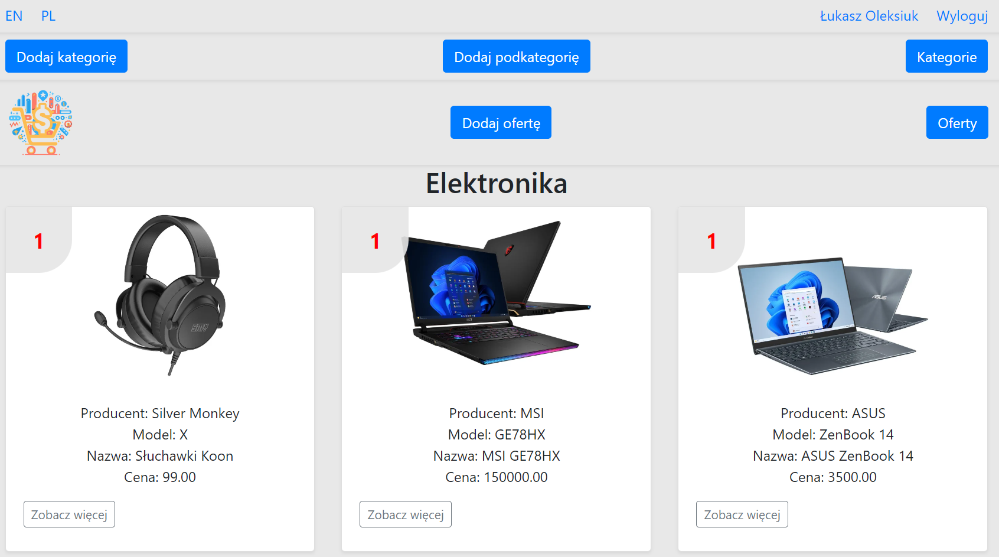 EN PL Łukasz Oleksiuk Wyloguj
Dodaj kategorię Dodaj podkategorię Kategorie
Dodaj ofertę Oferty
Elektronika
1
SMX
Producent: Silver Monkey
Model: X
Nazwa: Słuchawki Koon
Cena: 99.00
Zobacz więcej
1
Producent: MSI
Model: GE78HX
Nazwa: MSI GE78HX
Cena: 150000.00
Zobacz więcej
1
ASUS
Producent: ASUS
Model: ZenBook 14
Nazwa: ASUS ZenBook 14
Cena: 3500.00
Zobacz więcej